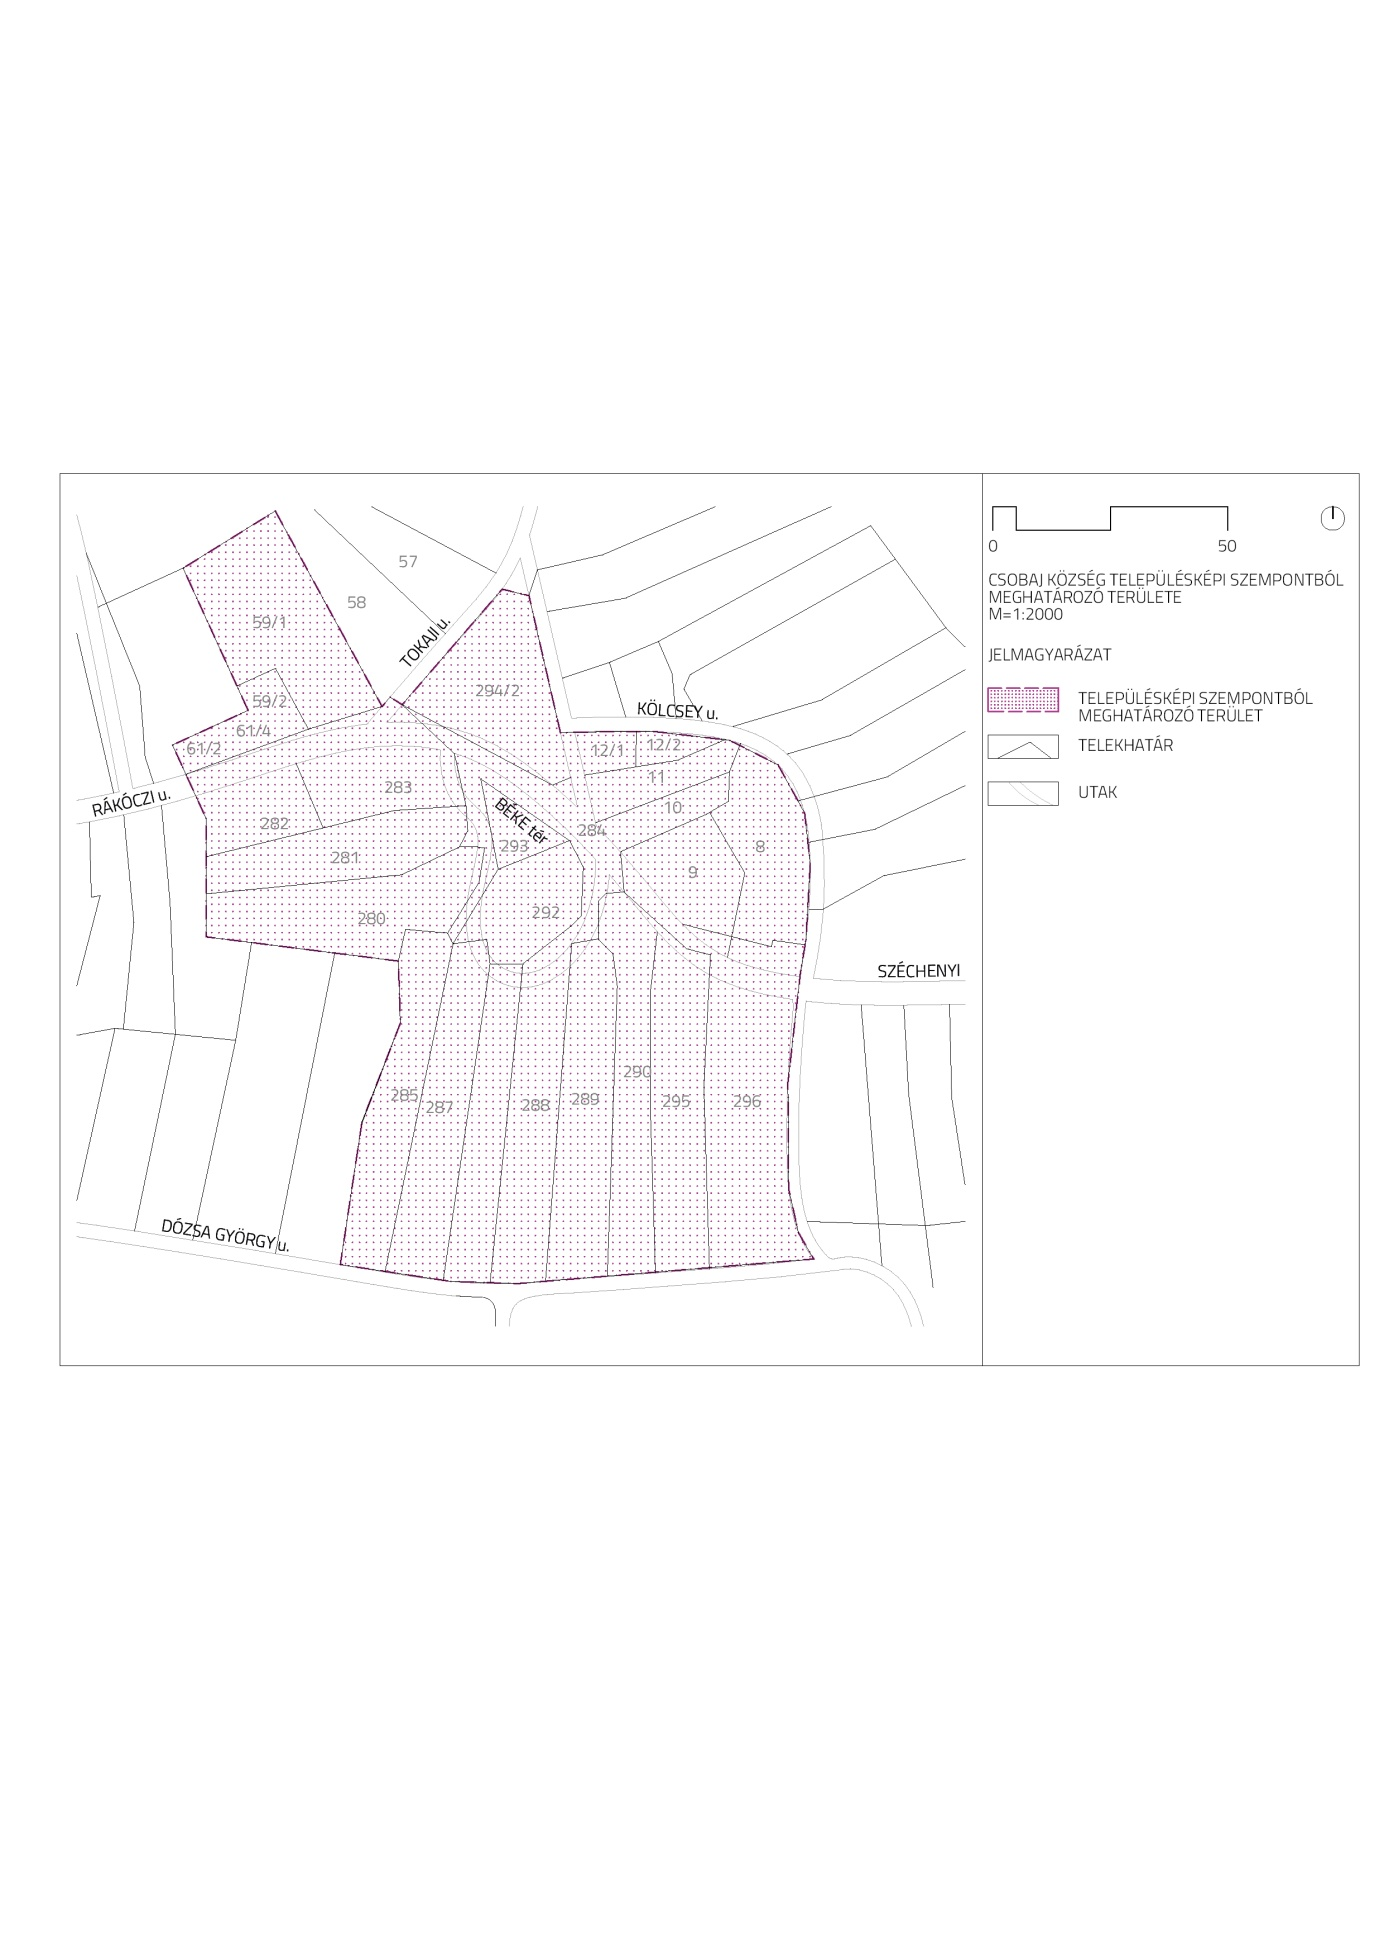 0 50
CSOBAJ KÖZSÉG TELEPÜLÉSKÉPI SZEMPONTBÓL
MEGHATÁROZÓ TERÜLETE
M=1:2000
JELMAGYARÁZAT
TELEPÜLÉSKÉPI SZEMPONTBÓL
MEGHATÁROZÓ TERÜLET
TELEKHATÁR
UTAK
57
58
59/1
TOKAJI u.
294/2
59/2
KÖLCSEY u.
61/4
61/2
12/1
12/2
11
283
RÁKÓCZI u.
BÉKE tér
10
282
284
293
8
281
9
292
280
SZÉCHENYI
290
285
287
288
289
295
296
DÓZSA GYÖRGY u.